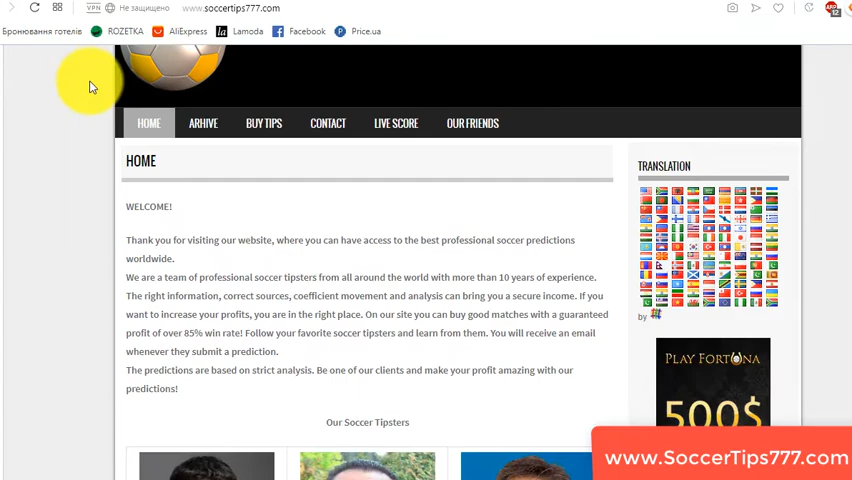 VPN Не защищено www.soccertips777.com
Бронювання готелів ROZETKA AliExpress la Lamoda Facebook P Price.ua
HOME ARHIVE BUY TIPS CONTACT LIVE SCORE OUR FRIENDS
HOME
WELCOME!
Thank you for visiting our website, where you can have access to the best professional soccer predictions
worldwide.
We are a team of professional soccer tipsters from all around the world with more than 10 years of experience.
The right information, correct sources, coefficient movement and analysis can bring you a secure income. If you
want to increase your profits, you are in the right place. On our site you can buy good matches with a guaranteed
profit of over 85% win rate! Follow your favorite soccer tipsters and learn from them. You will receive an email
whenever they submit a prediction.
The predictions are based on strict analysis. Be one of our clients and make your profit amazing with our
predictions!
Our Soccer Tipsters
TRANSLATION
by
PLAY FORTUNA
500$
www.SoccerTips777.com